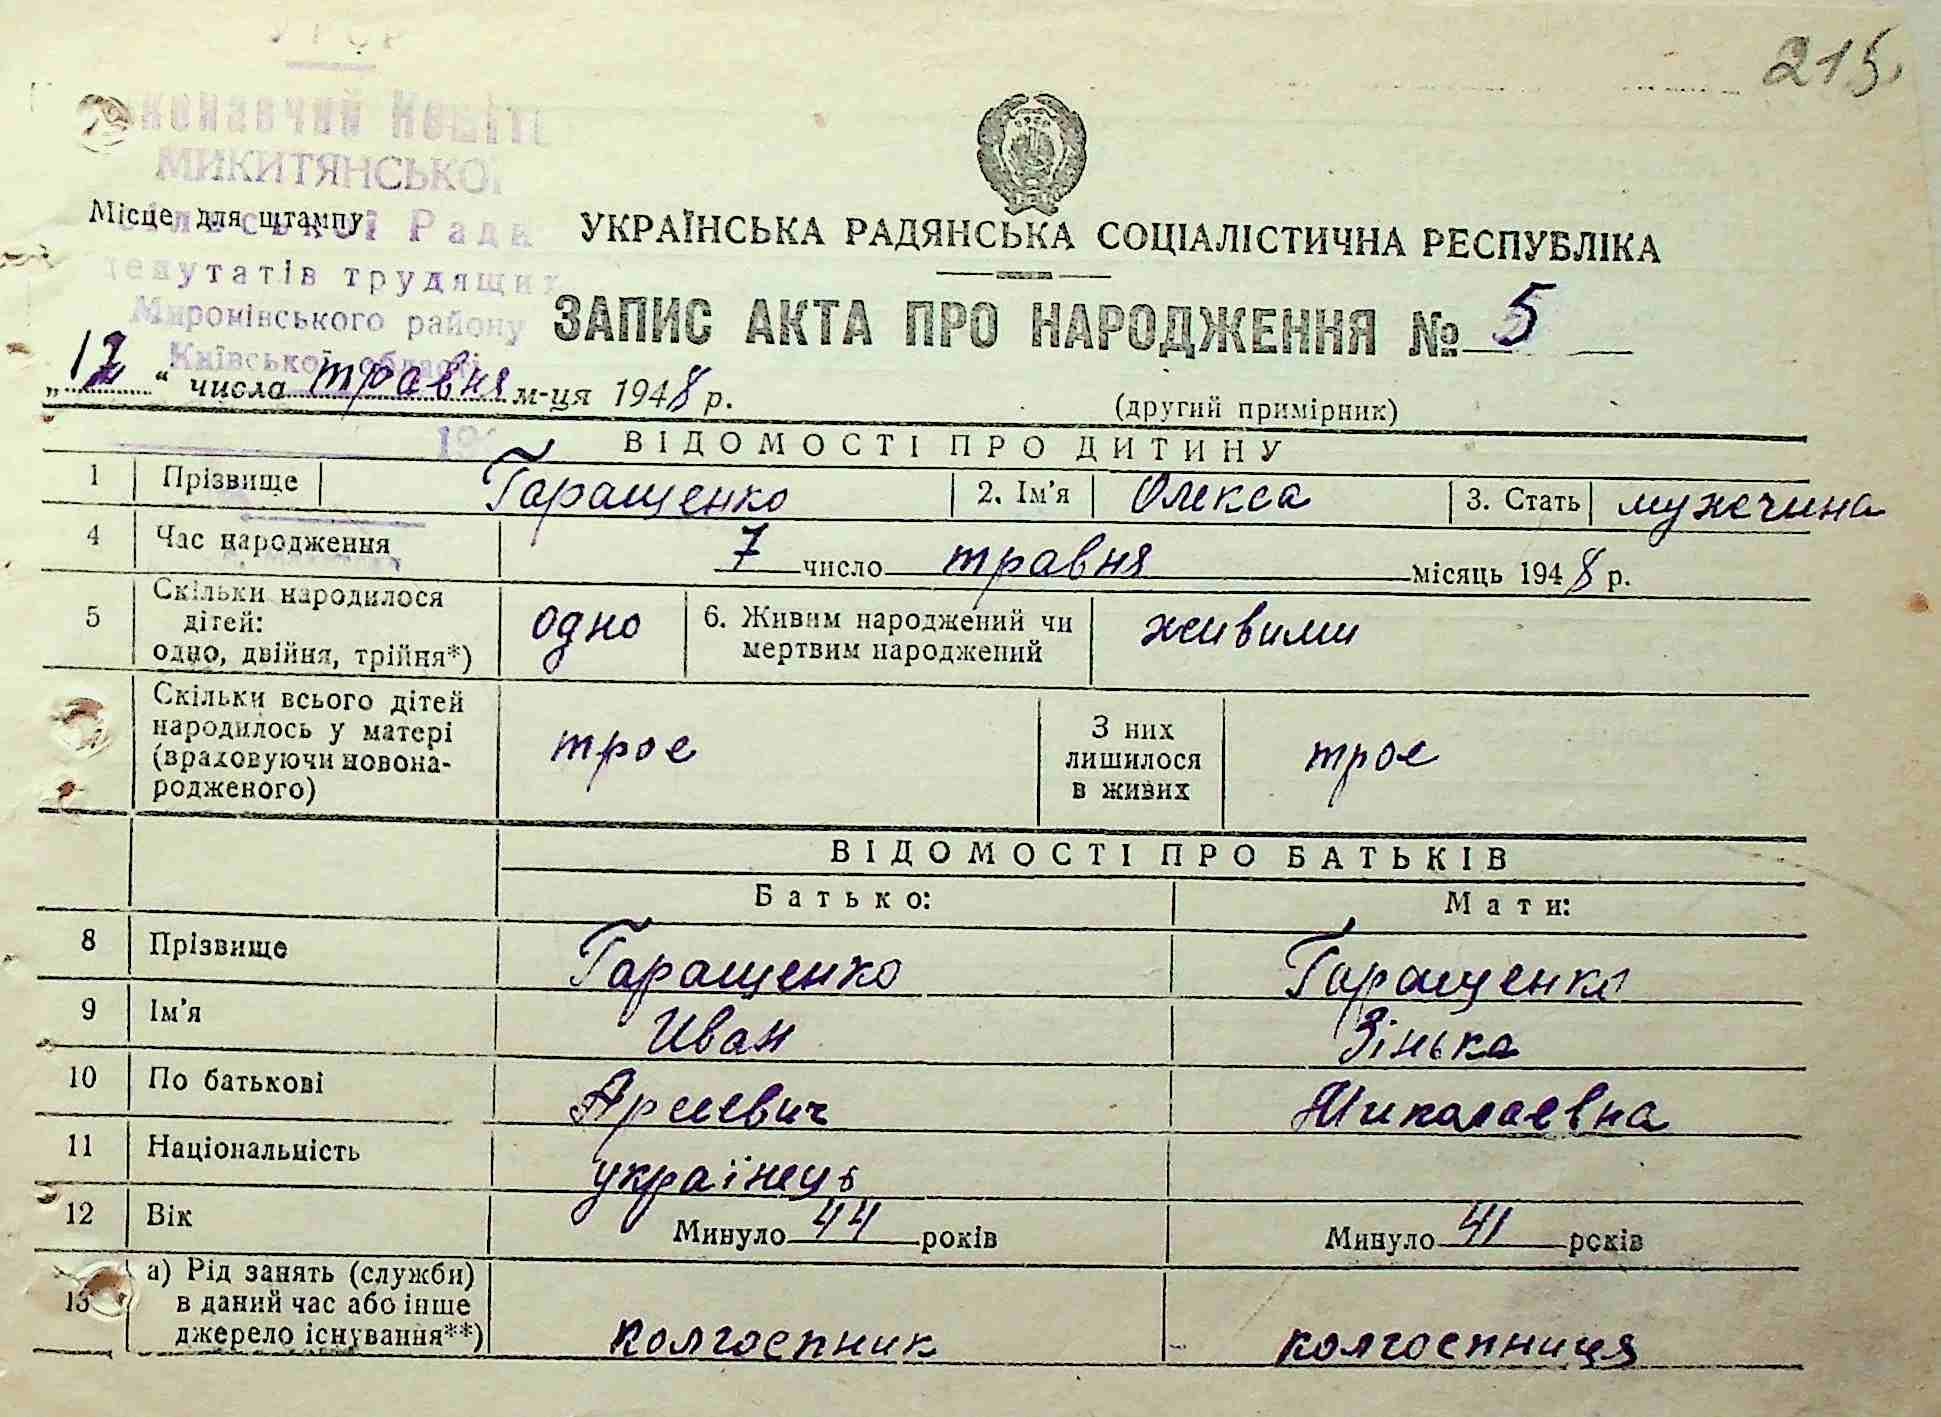 215
Місце для штампу
МИКИТЯНСЬКОЇ
сільської Ради
депутатів трудящих
Миронівського району
Київської області
УКРАЇНСЬКА РАДЯНСЬКА СОЦІАЛІСТИЧНА РЕСПУБЛІКА
ЗАПИС АКТА ПРО НАРОДЖЕННЯ № 5
„12“ числа травня м-ця 1948 р.
(другий примірник)
ВІДОМОСТІ ПРО ДИТИНУ
1 Прізвище Гаращенко 2. Ім'я Олекса 3. Стать мужчина
4 Час народження 7 число травня місяць 1948 р.
5 Скільки народилося
дітей:
одно, двійня, трійня*) одно 6. Живим народжений чи
мертвим народжений живими
Скільки всього дітей
народилось у матері
(враховуючи новона-
родженого) троє
З них
лишилося
в живих троє
ВІДОМОСТІ ПРО БАТЬКІВ
Батько: Мати:
8 Прізвище Гаращенко Гаращенко
9 Ім'я Иван Зінька
10 По батькові Арсеевич Николаевна
11 Національність українець
12 Вік Минуло 44 років Минуло 41 років
13 а) Рід занять (служби)
в даний час або інше
джерело існування**) колгоспник колгоспниця